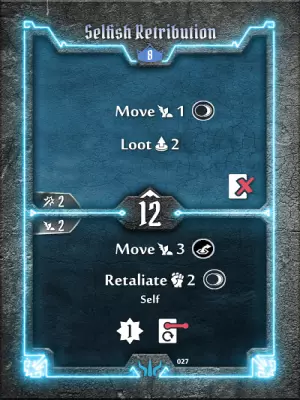 Selfish Retribution
8
Move 1
Loot 2
2
12
2
Move 3
Retaliate 2
Self
1
027